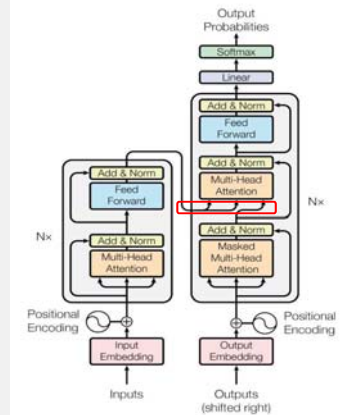 Output
Probabilities
Softmax
Linear
Add & Norm
Feed
Forward
Add & Norm
Multi-Head
Attention
Add & Norm
Masked
Multi-Head
Attention
Nx
Positional
Encoding
Output
Embedding
Outputs
(shifted right)
Add & Norm
Feed
Forward
Add & Norm
Multi-Head
Attention
Nx
Positional
Encoding
Input
Embedding
Inputs